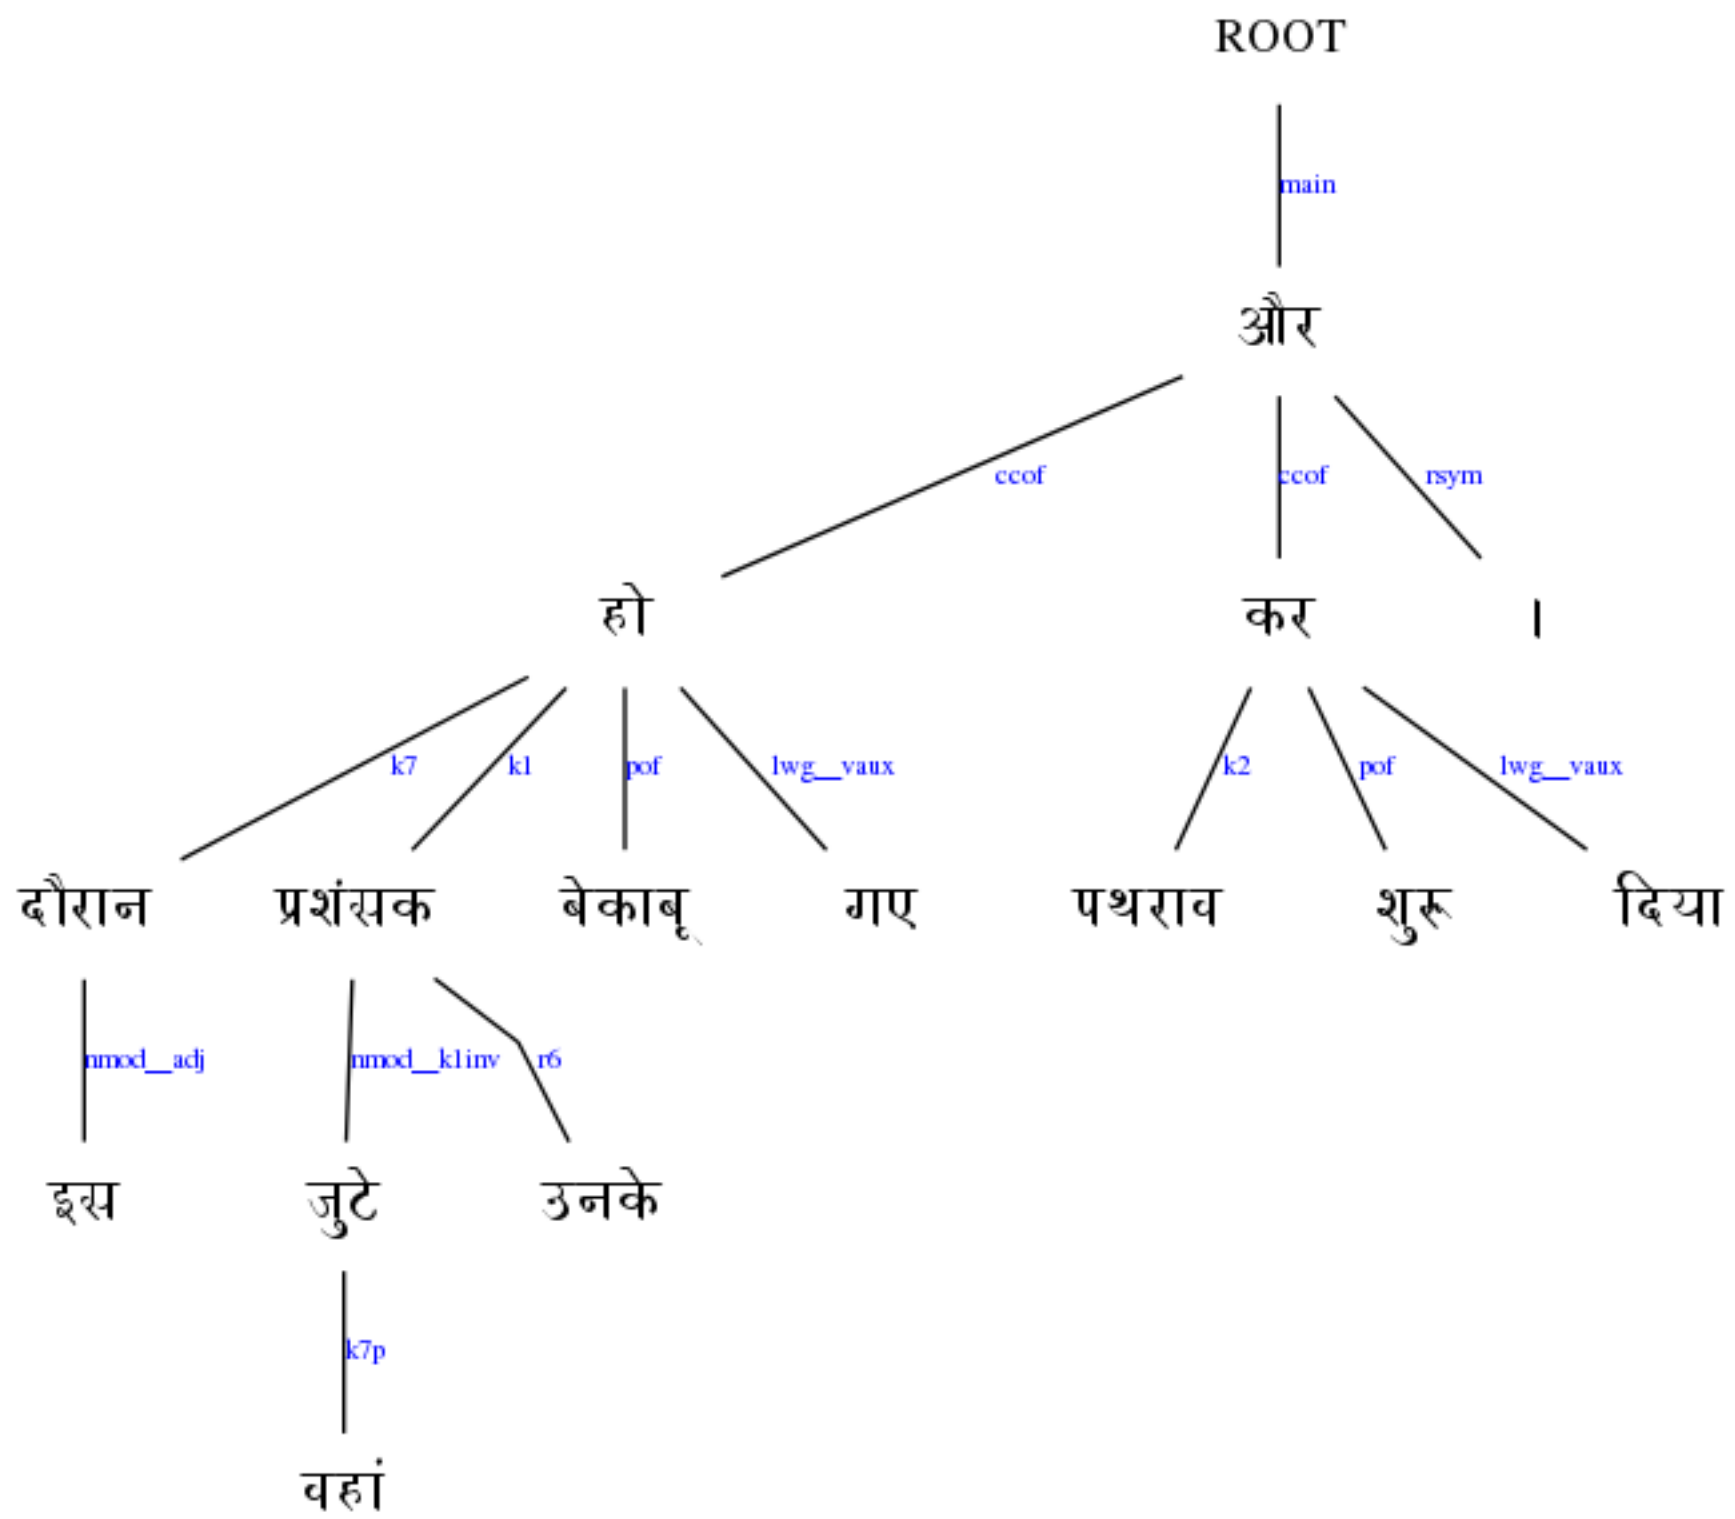 ROOT
main
और
ccof ccof rsym
हो कर ।
k7 k1 pof lwg__vaux k2 pof lwg__vaux
दौरान प्रशंसक बेकाबू गए पथराव शुरू दिया
nmod__adj nmod__k1inv r6
इस जुटे उनके
k7p
वहां